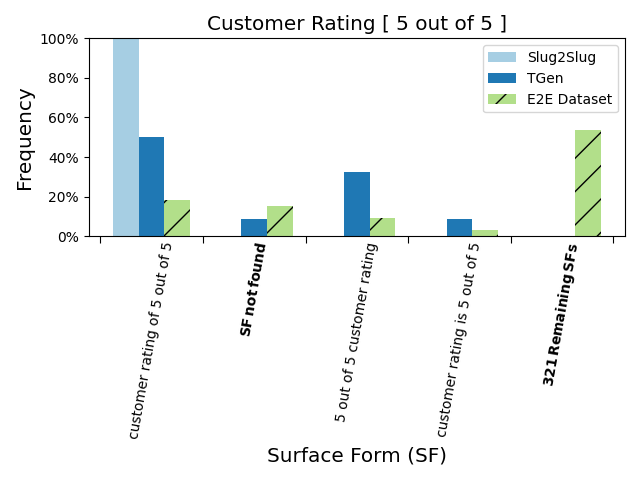 Customer Rating [ 5 out of 5 ]
100%
80%
60%
40%
20%
0%
Frequency
Slug2Slug
TGen
E2E Dataset
customer rating of 5 out of 5
SF not found
5 out of 5 customer rating
customer rating is 5 out of 5
321 Remaining SFs
Surface Form (SF)